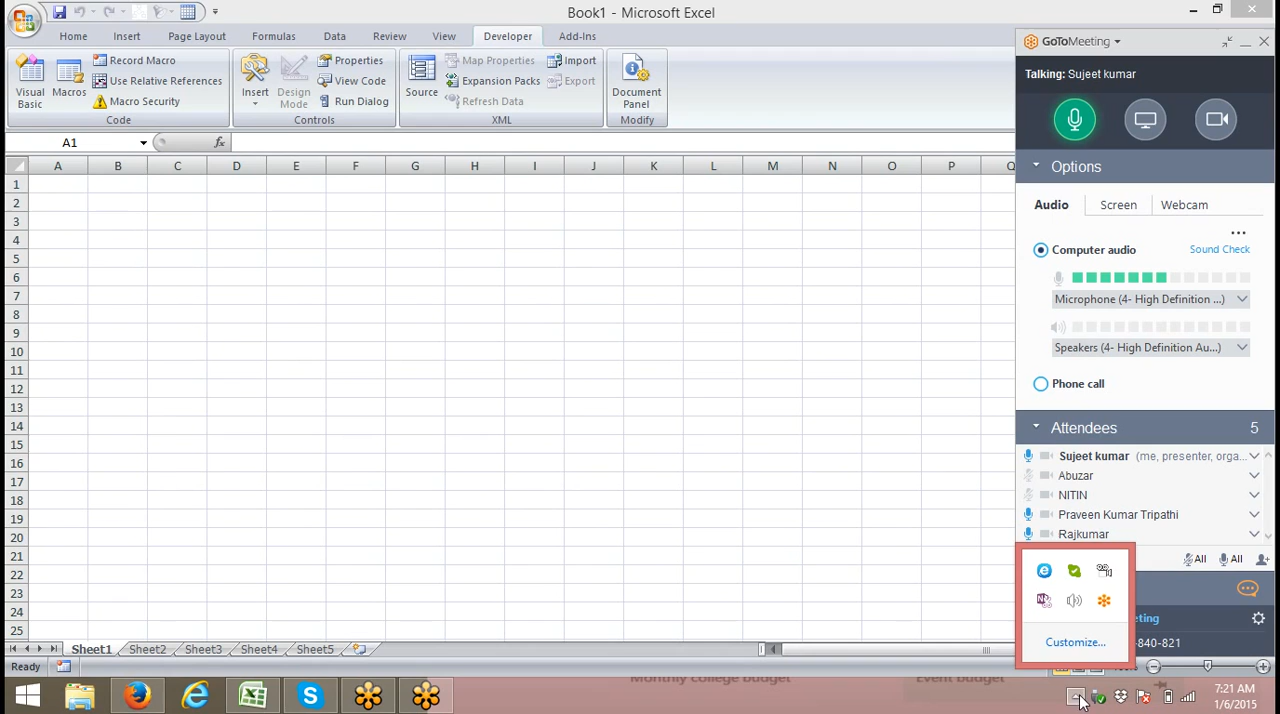 Book1 - Microsoft Excel
Home Insert Page Layout Formulas Data Review View Developer Add-Ins
Visual Basic
Macros
Record Macro
Use Relative References
Macro Security
Code
Insert
Design Mode
Properties
View Code
Run Dialog
Controls
Source
Map Properties
Expansion Packs
Refresh Data
Import
Export
XML
Document Panel
Modify
A1
fx
A B C D E F G H I J K L M N O P Q
1
2
3
4
5
6
7
8
9
10
11
12
13
14
15
16
17
18
19
20
21
22
23
24
25
Sheet1 Sheet2 Sheet3 Sheet4 Sheet5
Ready
GoToMeeting
Talking: Sujeet kumar
Options
Audio Screen Webcam
Computer audio Sound Check
Microphone (4- High Definition ...)
Speakers (4- High Definition Au...)
Phone call
Attendees 5
Sujeet kumar (me, presenter, orga...
Abuzar
NITIN
Praveen Kumar Tripathi
Rajkumar
All All
eting
-840-821
Customize...
Monthly college budget
Event budget
7:21 AM
1/6/2015